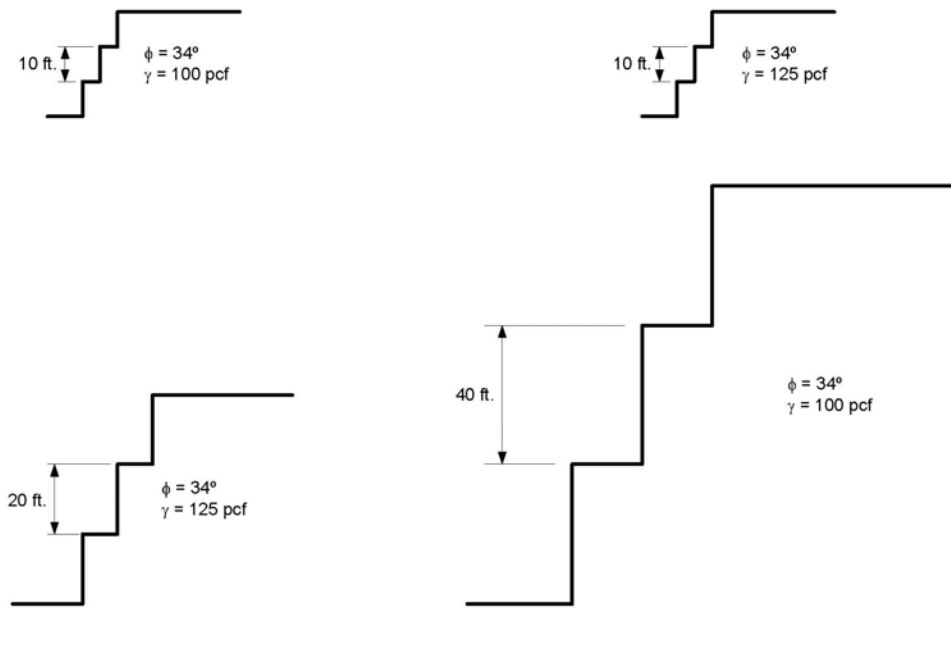 10 ft.
ϕ = 34º
γ = 100 pcf
10 ft.
ϕ = 34º
γ = 125 pcf
40 ft.
ϕ = 34º
γ = 100 pcf
20 ft.
ϕ = 34º
γ = 125 pcf